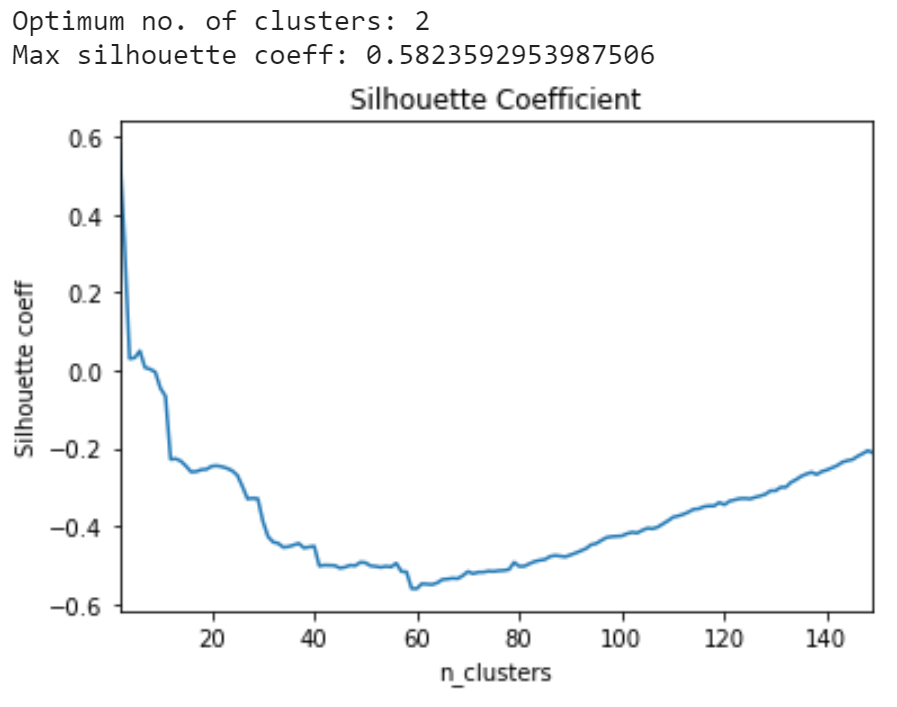 Optimum no. of clusters: 2
Max silhouette coeff: 0.5823592953987506
Silhouette Coefficient
0.6
0.4
0.2
0.0
−0.2
−0.4
−0.6
Silhouette coeff
20 40 60 80 100 120 140
n_clusters